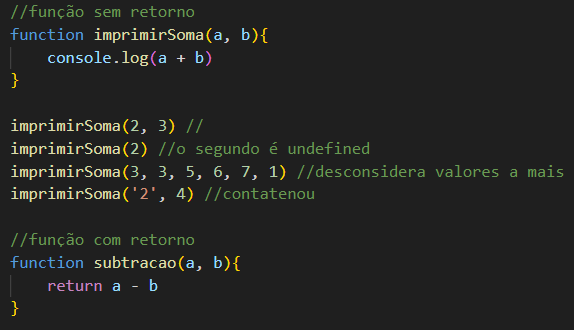 //função sem retorno
function imprimirSoma(a, b){
    console.log(a + b)
}

imprimirSoma(2, 3) //
imprimirSoma(2) //o segundo é undefined
imprimirSoma(3, 3, 5, 6, 7, 1) //desconsidera valores a mais
imprimirSoma('2', 4) //contatenou

//função com retorno
function subtracao(a, b){
    return a - b
}